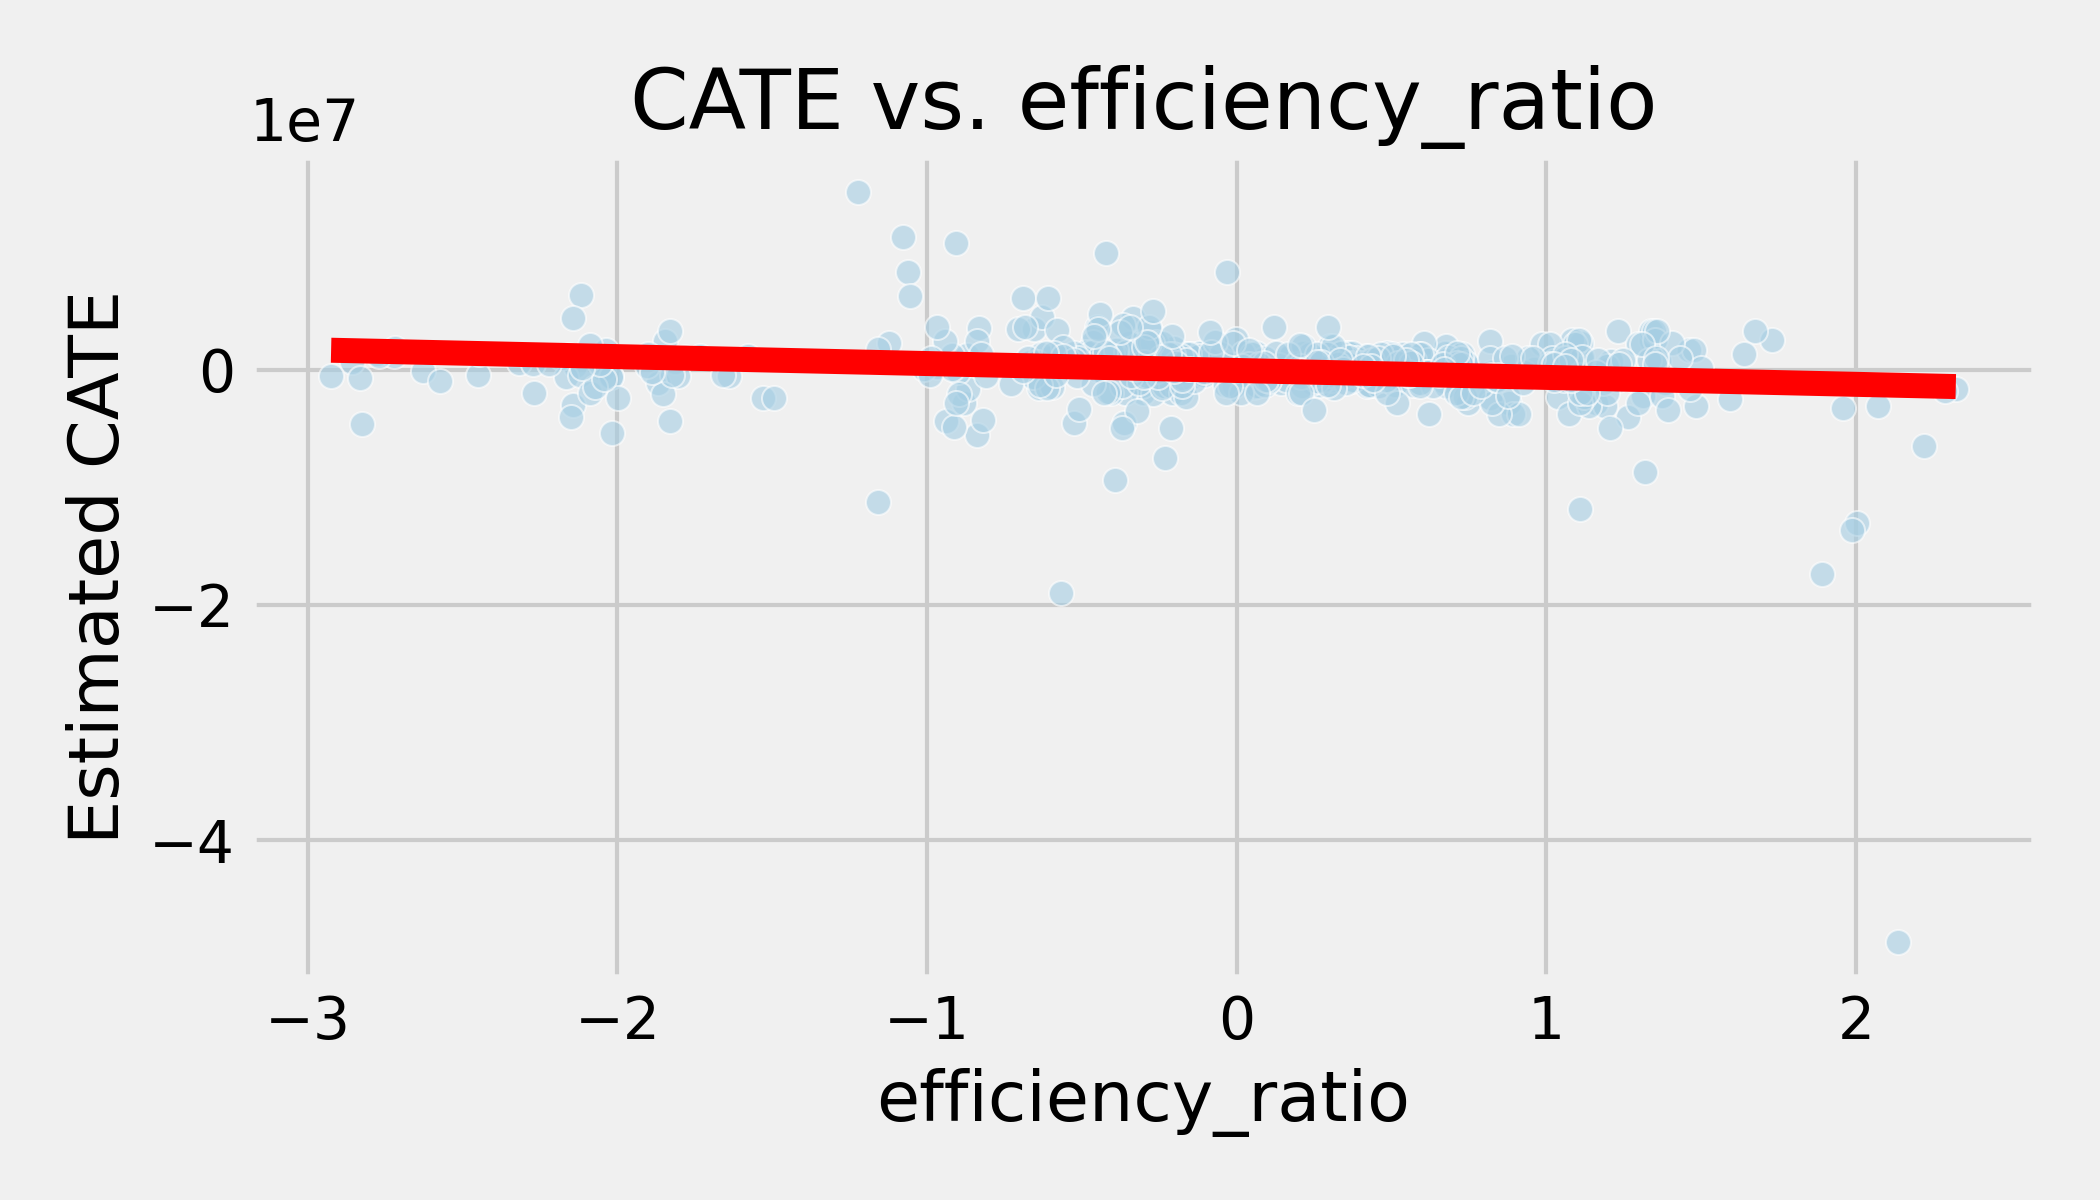 CATE vs. efficiency_ratio
1e7
0
−2
−4
Estimated CATE
−3 −2 −1 0 1 2
efficiency_ratio